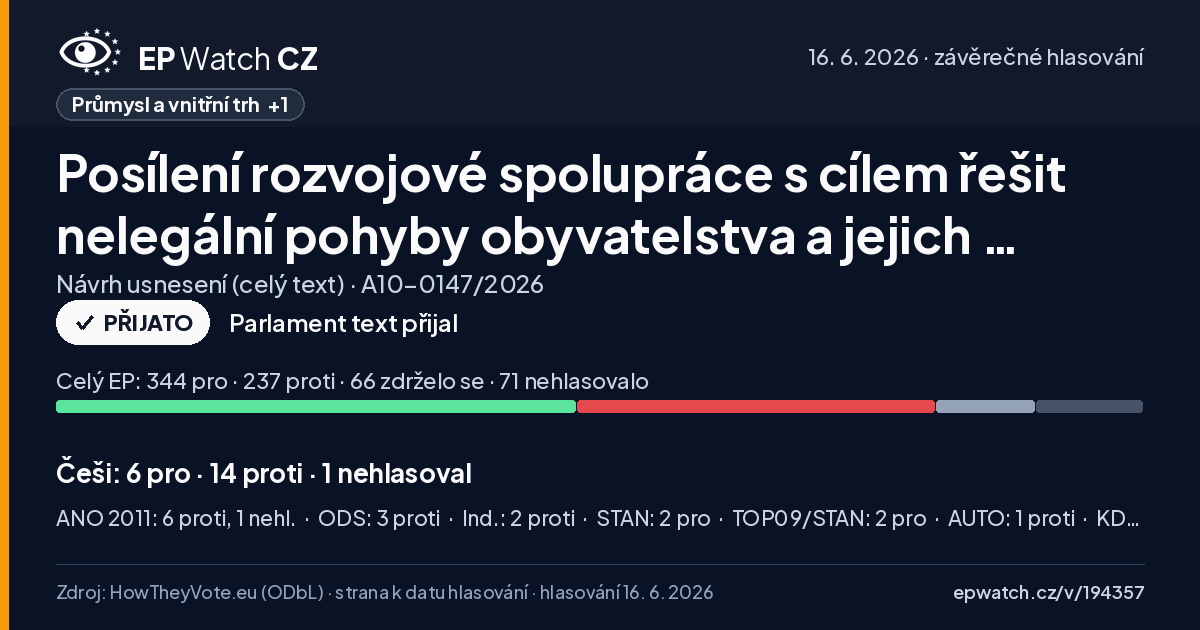 EP Watch CZ
16. 6. 2026 · závěrečné hlasování
Průmysl a vnitřní trh +1
Posílení rozvojové spolupráce s cílem řešit
nelegální pohyby obyvatelstva a jejich …
Návrh usnesení (celý text) · A10–0147/2026
✓ PŘIJATO
Parlament text přijal
Celý EP: 344 pro · 237 proti · 66 zdrželo se · 71 nehlasovalo
Češi: 6 pro · 14 proti · 1 nehlasoval
ANO 2011: 6 proti, 1 nehl. · ODS: 3 proti · Ind.: 2 proti · STAN: 2 pro · TOP09/STAN: 2 pro · AUTO: 1 proti · KD…
Zdroj: HowTheyVote.eu (ODbL) · strana k datu hlasování · hlasování 16. 6. 2026
epwatch.cz/v/194357